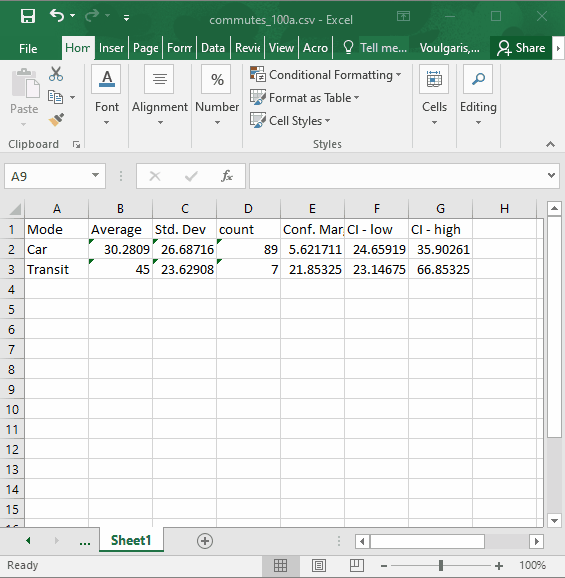 commutes_100a.csv - Excel
File Hom Inser Page Form Data Revie View Acro Tell me... Voulgaris,... Share
Paste
Clipboard
A
Font
Alignment
%
Number
Conditional Formatting
Format as Table
Cell Styles
Styles
Cells
Editing
A9 fx
A B C D E F G H
1 Mode Average Std. Dev count Conf. Mar CI - low CI - high
2 Car 30.2809 26.68716 89 5.621711 24.65919 35.90261
3 Transit 45 23.62908 7 21.85325 23.14675 66.85325
4
5
6
7
8
9
10
11
12
13
14
15
... Sheet1
Ready 100%